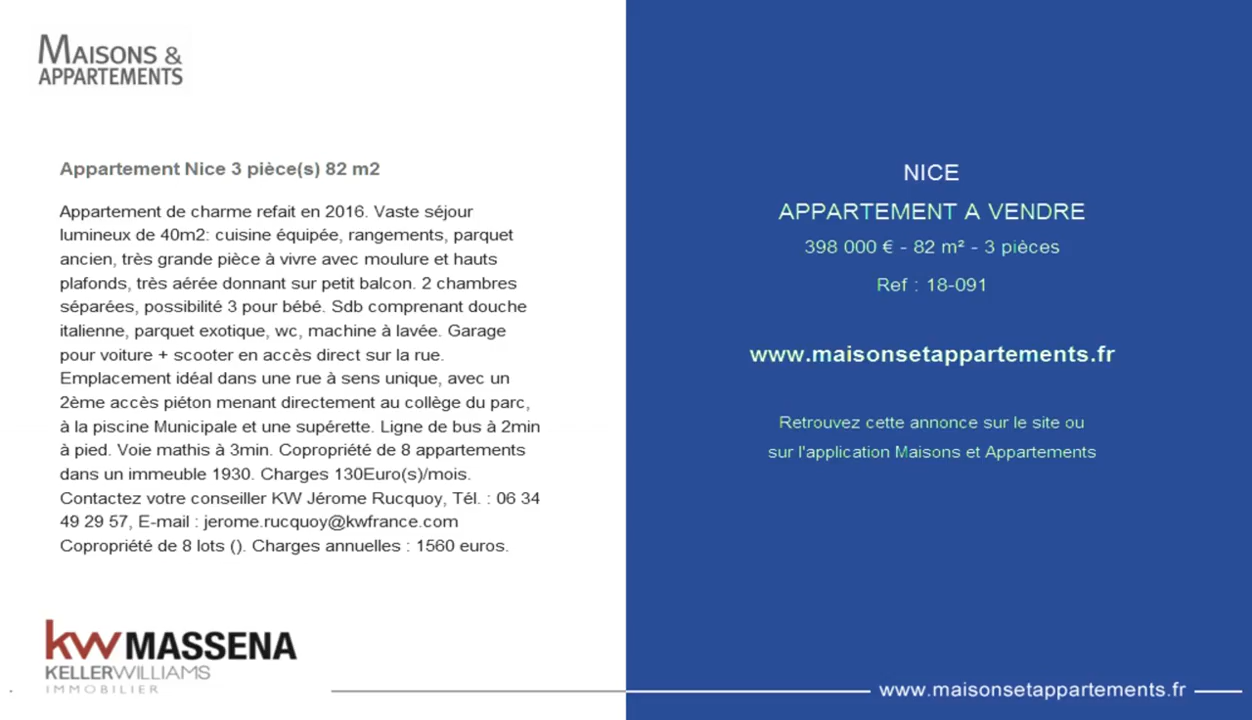 MAISONS &
APPARTEMENTS
Appartement Nice 3 pièce(s) 82 m2
Appartement de charme refait en 2016. Vaste séjour
lumineux de 40m2: cuisine équipée, rangements, parquet
ancien, très grande pièce à vivre avec moulure et hauts
plafonds, très aérée donnant sur petit balcon. 2 chambres
séparées, possibilité 3 pour bébé. Sdb comprenant douche
italienne, parquet exotique, wc, machine à lavée. Garage
pour voiture + scooter en accès direct sur la rue.
Emplacement idéal dans une rue à sens unique, avec un
2ème accès piéton menant directement au collège du parc,
à la piscine Municipale et une supérette. Ligne de bus à 2min
à pied. Voie mathis à 3min. Copropriété de 8 appartements
dans un immeuble 1930. Charges 130Euro(s)/mois.
Contactez votre conseiller KW Jérome Rucquoy, Tél. : 06 34
49 29 57, E-mail : jerome.rucquoy@kwfrance.com
Copropriété de 8 lots (). Charges annuelles : 1560 euros.
kwMASSENA
KELLERWILLIAMS
IMMOBILIER
NICE
APPARTEMENT A VENDRE
398 000 € - 82 m² - 3 pièces
Ref : 18-091
www.maisonsetappartements.fr
Retrouvez cette annonce sur le site ou
sur l'application Maisons et Appartements
www.maisonsetappartements.fr